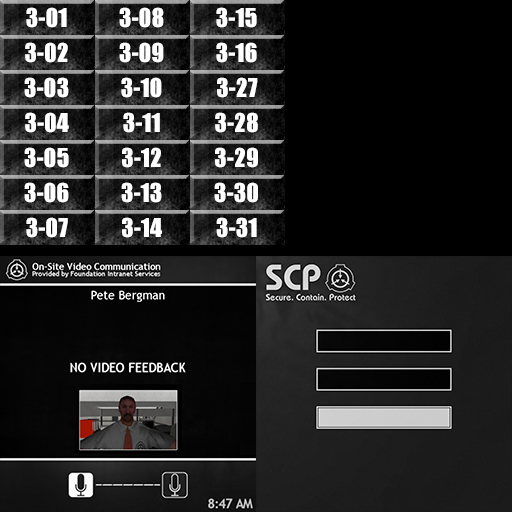 3-01 3-08 3-15
3-02 3-09 3-16
3-03 3-10 3-27
3-04 3-11 3-28
3-05 3-12 3-29
3-06 3-13 3-30
3-07 3-14 3-31
On-Site Video Communication
Provided by Foundation Intranet Services
Pete Bergman
NO VIDEO FEEDBACK
8:47 AM
SCP
Secure. Contain. Protect